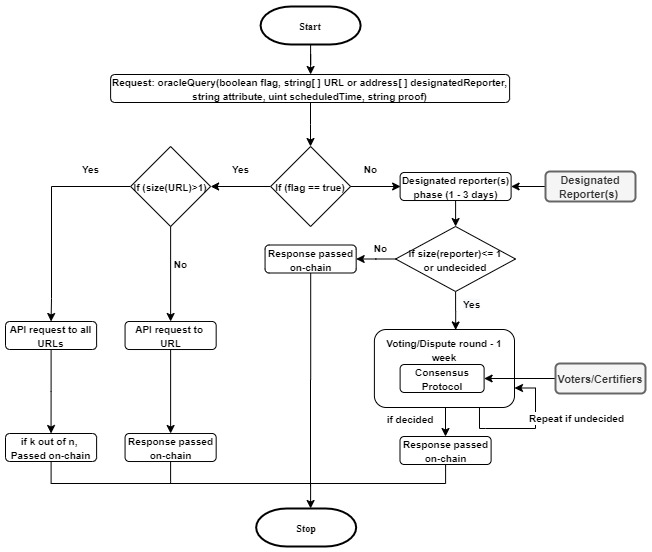 Start
Request: oracleQuery(boolean flag, string[ ] URL or address[ ] designatedReporter,
string attribute, uint scheduledTime, string proof)
Yes
If (size(URL)>1)
Yes
If (flag == true)
No
Designated reporter(s)
phase (1 - 3 days)
Designated
Reporter(s)
No
Response passed
on-chain
No
If size(reporter)<= 1
or undecided
Yes
API request to all
URLs
API request to
URL
Voting/Dispute round - 1
week
Consensus
Protocol
Voters/Certifiers
if decided
Repeat if undecided
if k out of n,
Passed on-chain
Response passed
on-chain
Response passed
on-chain
Stop